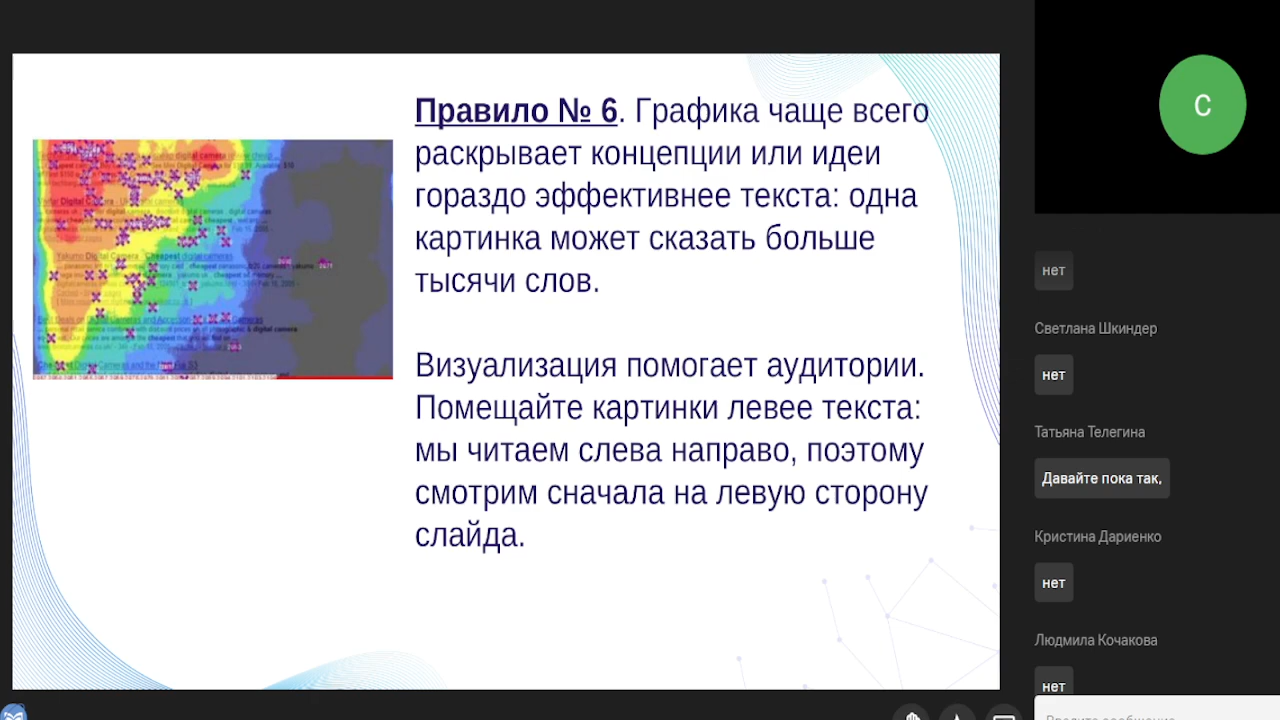 Правило № 6. Графика чаще всего
раскрывает концепции или идеи
гораздо эффективнее текста: одна
картинка может сказать больше
тысячи слов.
Визуализация помогает аудитории.
Помещайте картинки левее текста:
мы читаем слева направо, поэтому
смотрим сначала на левую сторону
слайда.
С
нет
Светлана Шкиндер
нет
Татьяна Телегина
Давайте пока так,
Кристина Дариенко
нет
Людмила Кочакова
нет